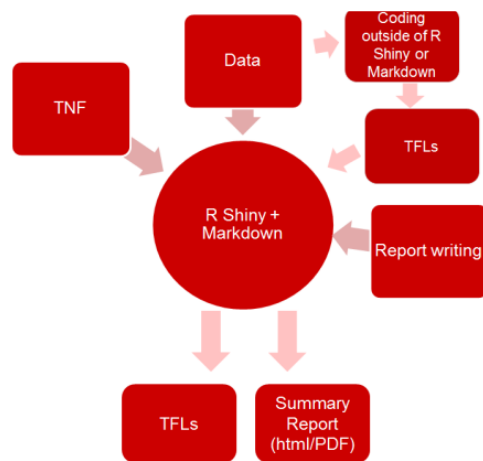 Coding
outside of R
Shiny or
Markdown
Data
TNF
TFLs
R Shiny +
Markdown
Report writing
TFLs
Summary
Report
(html/PDF)